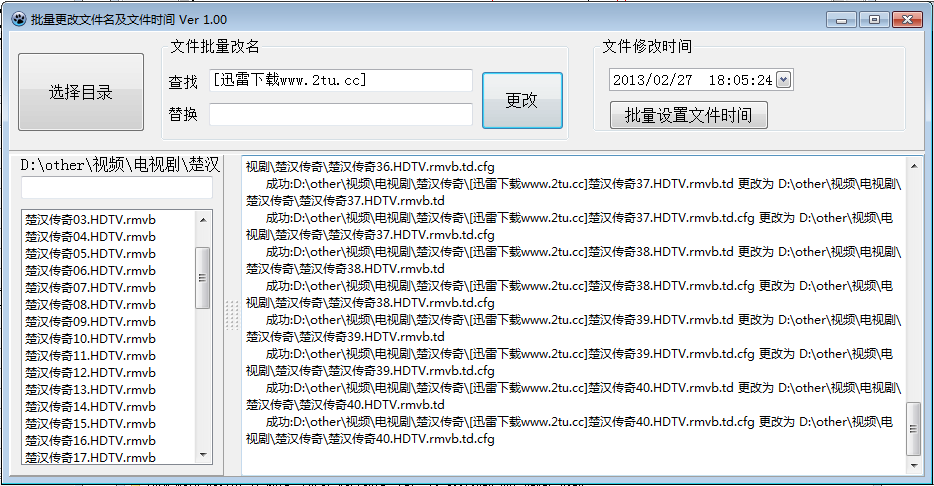 批量更改文件名及文件时间 Ver 1.00
文件批量改名
文件修改时间
选择目录
查找
[迅雷下载www.2tu.cc]
替换
更改
2013/02/27 18:05:24
批量设置文件时间
D:\other\视频\电视剧\楚汉
楚汉传奇03.HDTV.rmvb
楚汉传奇04.HDTV.rmvb
楚汉传奇05.HDTV.rmvb
楚汉传奇06.HDTV.rmvb
楚汉传奇07.HDTV.rmvb
楚汉传奇08.HDTV.rmvb
楚汉传奇09.HDTV.rmvb
楚汉传奇10.HDTV.rmvb
楚汉传奇11.HDTV.rmvb
楚汉传奇12.HDTV.rmvb
楚汉传奇13.HDTV.rmvb
楚汉传奇14.HDTV.rmvb
楚汉传奇15.HDTV.rmvb
楚汉传奇16.HDTV.rmvb
楚汉传奇17.HDTV.rmvb
视剧\楚汉传奇\楚汉传奇36.HDTV.rmvb.td.cfg
成功:D:\other\视频\电视剧\楚汉传奇\[迅雷下载www.2tu.cc]楚汉传奇37.HDTV.rmvb.td 更改为 D:\other\视频\电视剧\
楚汉传奇\楚汉传奇37.HDTV.rmvb.td
成功:D:\other\视频\电视剧\楚汉传奇\[迅雷下载www.2tu.cc]楚汉传奇37.HDTV.rmvb.td.cfg 更改为 D:\other\视频\电
视剧\楚汉传奇\楚汉传奇37.HDTV.rmvb.td.cfg
成功:D:\other\视频\电视剧\楚汉传奇\[迅雷下载www.2tu.cc]楚汉传奇38.HDTV.rmvb.td 更改为 D:\other\视频\电视剧\
楚汉传奇\楚汉传奇38.HDTV.rmvb.td
成功:D:\other\视频\电视剧\楚汉传奇\[迅雷下载www.2tu.cc]楚汉传奇38.HDTV.rmvb.td.cfg 更改为 D:\other\视频\电
视剧\楚汉传奇\楚汉传奇38.HDTV.rmvb.td.cfg
成功:D:\other\视频\电视剧\楚汉传奇\[迅雷下载www.2tu.cc]楚汉传奇39.HDTV.rmvb.td 更改为 D:\other\视频\电视剧\
楚汉传奇\楚汉传奇39.HDTV.rmvb.td
成功:D:\other\视频\电视剧\楚汉传奇\[迅雷下载www.2tu.cc]楚汉传奇39.HDTV.rmvb.td.cfg 更改为 D:\other\视频\电
视剧\楚汉传奇\楚汉传奇39.HDTV.rmvb.td.cfg
成功:D:\other\视频\电视剧\楚汉传奇\[迅雷下载www.2tu.cc]楚汉传奇40.HDTV.rmvb.td 更改为 D:\other\视频\电视剧\
楚汉传奇\楚汉传奇40.HDTV.rmvb.td
成功:D:\other\视频\电视剧\楚汉传奇\[迅雷下载www.2tu.cc]楚汉传奇40.HDTV.rmvb.td.cfg 更改为 D:\other\视频\电
视剧\楚汉传奇\楚汉传奇40.HDTV.rmvb.td.cfg